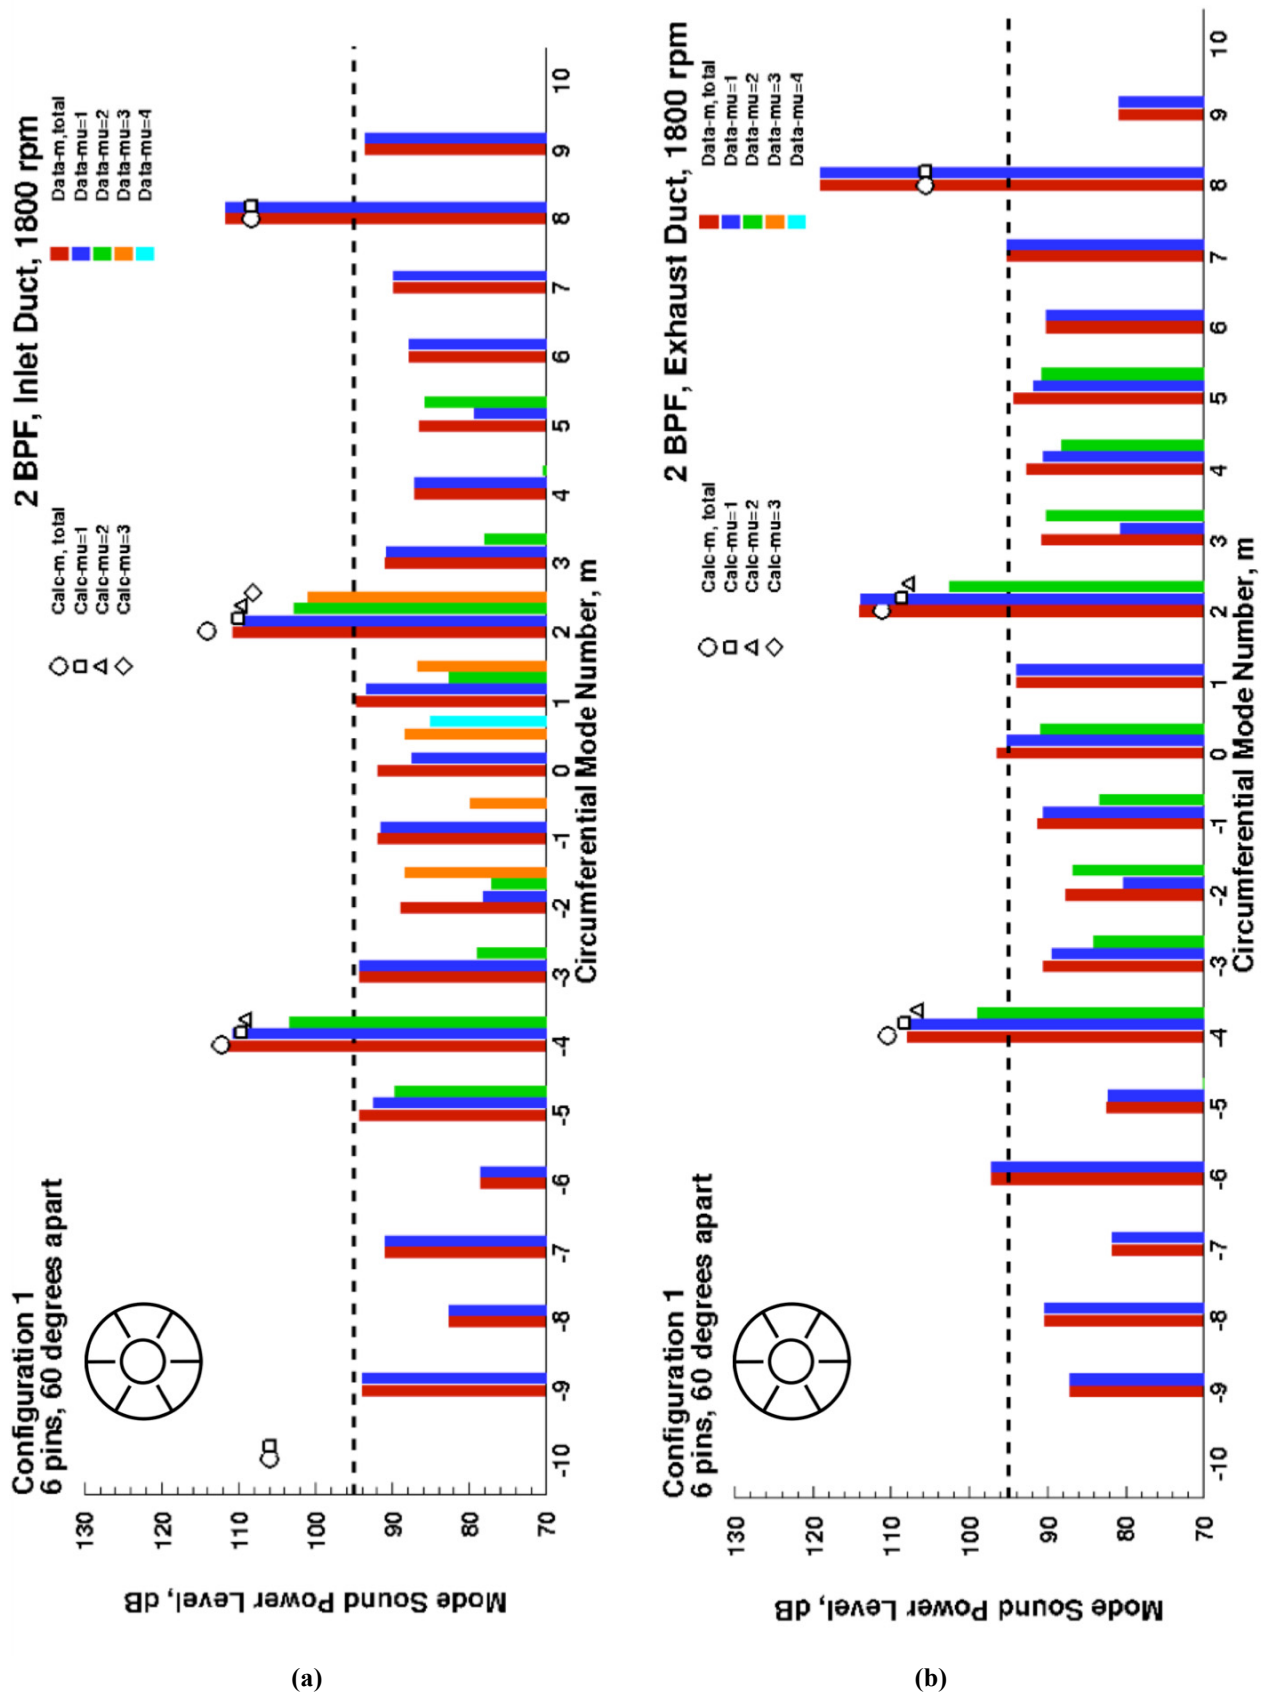 2 BPF, Inlet Duct, 1800 rpm
Configuration 1
6 pins, 60 degrees apart
Calc-m, total
Calc-mu=1
Calc-mu=2
Calc-mu=3
Data-m,total
Data-mu=1
Data-mu=2
Data-mu=3
Data-mu=4
Mode Sound Power Level, dB
130
120
110
100
90
80
70
-10 -9 -8 -7 -6 -5 -4 -3 -2 -1 0 1 2 3 4 5 6 7 8 9 10
Circumferential Mode Number, m
(a)
2 BPF, Exhaust Duct, 1800 rpm
Configuration 1
6 pins, 60 degrees apart
Calc-m, total
Calc-mu=1
Calc-mu=2
Calc-mu=3
Data-m, total
Data-mu=1
Data-mu=2
Data-mu=3
Data-mu=4
Mode Sound Power Level, dB
130
120
110
100
90
80
70
-10 -9 -8 -7 -6 -5 -4 -3 -2 -1 0 1 2 3 4 5 6 7 8 9 10
Circumferential Mode Number, m
(b)